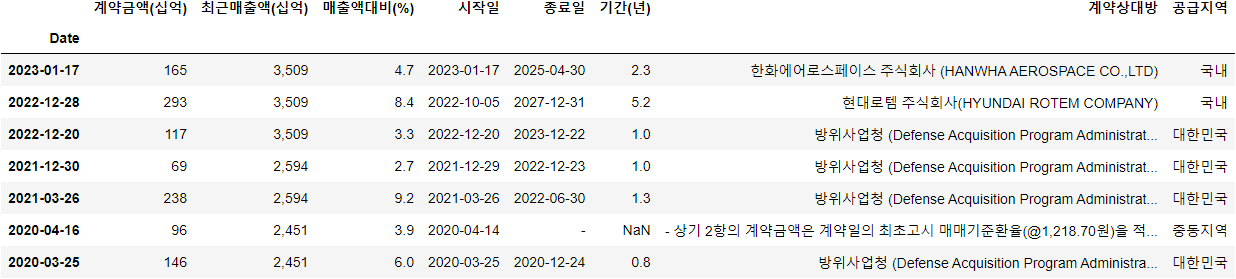 계약금액(십억) 최근매출액(십억) 매출액대비(%) 시작일 종료일 기간(년) 계약상대방 공급지역
Date
2023-01-17 165 3,509 4.7 2023-01-17 2025-04-30 2.3 한화에어로스페이스 주식회사 (HANWHA AEROSPACE CO.,LTD) 국내
2022-12-28 293 3,509 8.4 2022-10-05 2027-12-31 5.2 현대로템 주식회사(HYUNDAI ROTEM COMPANY) 국내
2022-12-20 117 3,509 3.3 2022-12-20 2023-12-22 1.0 방위사업청 (Defense Acquisition Program Administrat... 대한민국
2021-12-30 69 2,594 2.7 2021-12-29 2022-12-23 1.0 방위사업청 (Defense Acquisition Program Administrat... 대한민국
2021-03-26 238 2,594 9.2 2021-03-26 2022-06-30 1.3 방위사업청 (Defense Acquisition Program Administrat... 대한민국
2020-04-16 96 2,451 3.9 2020-04-14 - NaN - 상기 2항의 계약금액은 계약일의 최초고시 매매기준환율(@1,218.70원)을 적... 중동지역
2020-03-25 146 2,451 6.0 2020-03-25 2020-12-24 0.8 방위사업청 (Defense Acquisition Program Administra... 대한민국